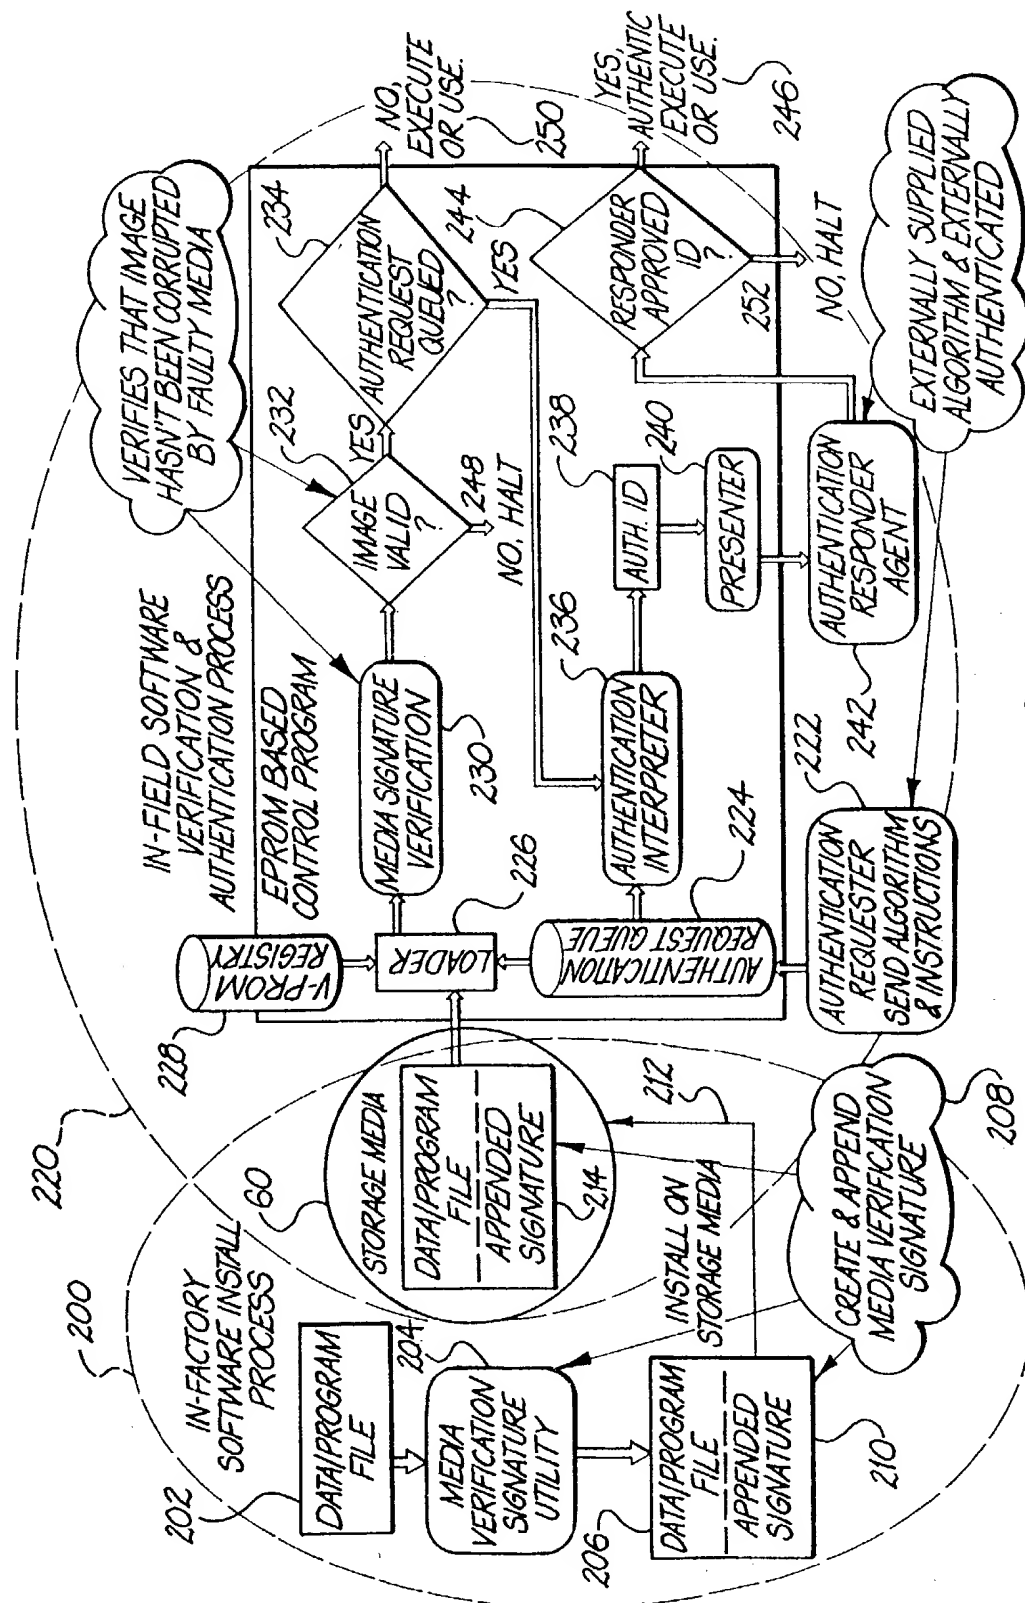 200
IN-FACTORY
SOFTWARE INSTALL
PROCESS
202
DATA/PROGRAM
FILE
204
MEDIA
VERIFICATION
SIGNATURE
UTILITY
206
DATA/PROGRAM
FILE
APPENDED
SIGNATURE
210
INSTALL ON
STORAGE MEDIA
212
CREATE & APPEND
MEDIA VERIFICATION
SIGNATURE
208
220
60
STORAGE MEDIA
DATA/PROGRAM
FILE
APPENDED
SIGNATURE
214
IN-FIELD SOFTWARE
VERIFICATION &
AUTHENTICATION PROCESS
EPROM BASED
CONTROL PROGRAM
228
V-PROM
REGISTRY
LOADER
226
AUTHENTICATION
REQUEST QUEUE
224
MEDIA SIGNATURE
VERIFICATION
230
VERIFIES THAT IMAGE
HASN'T BEEN CORRUPTED
BY FAULTY MEDIA
232
IMAGE
VALID
?
YES
248
NO, HALT
234
AUTHENTICATION
REQUEST
QUEUED
?
YES
NO,
EXECUTE
OR USE.
250
236
AUTHENTICATION
INTERPRETER
238
AUTH. ID
240
PRESENTER
244
RESPONDER
APPROVED
ID
?
YES,
AUTHENTIC
EXECUTE
OR USE.
246
252
NO, HALT
222
AUTHENTICATION
REQUESTER
SEND ALGORITHM
& INSTRUCTIONS
242
AUTHENTICATION
RESPONDER
AGENT
EXTERNALLY SUPPLIED
ALGORITHM & EXTERNALLY
AUTHENTICATED